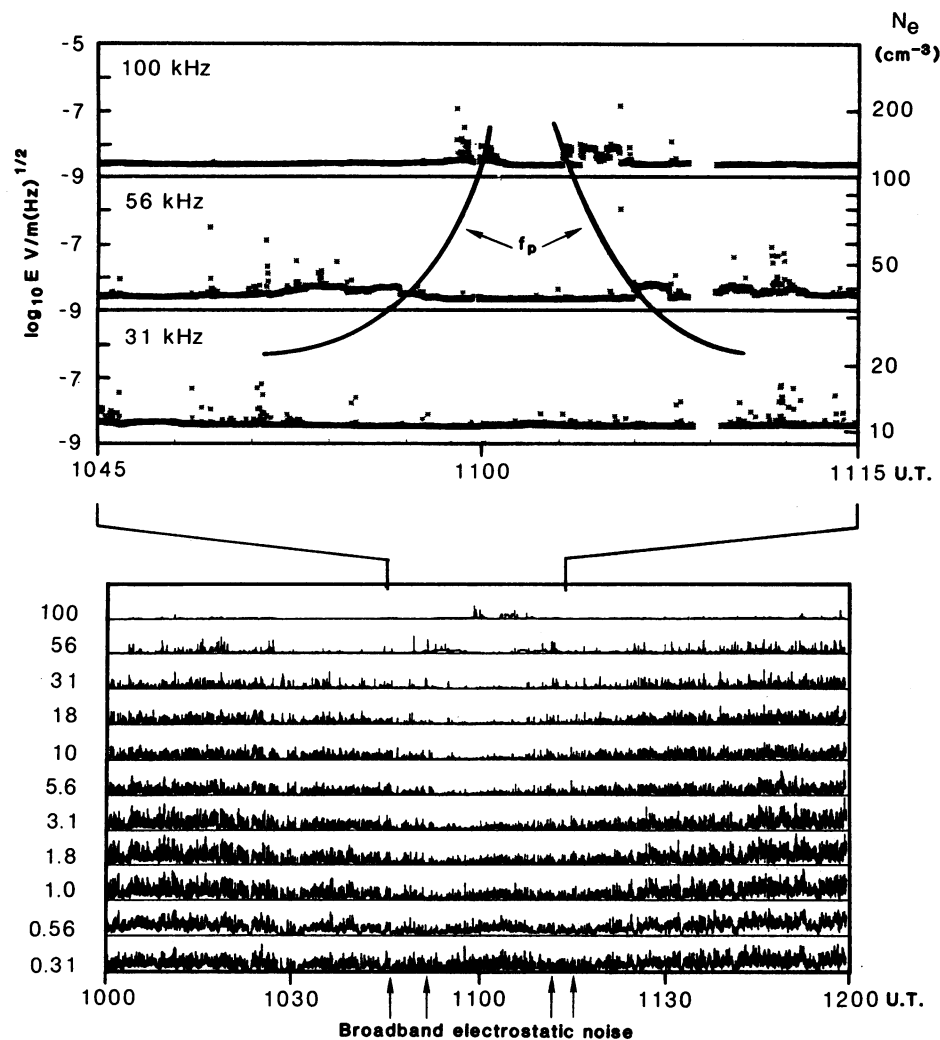 Ne
(cm-3)
-5
100 kHz
-7
200
-9
100
log10 E V/m(Hz)1/2
56 kHz
-7
fp
50
-9
31 kHz
20
-7
10
-9
1045
1100
1115 U.T.
100
56
31
18
10
5.6
3.1
1.8
1.0
0.56
0.31
1000
1030
1100
1130
1200 U.T.
Broadband electrostatic noise